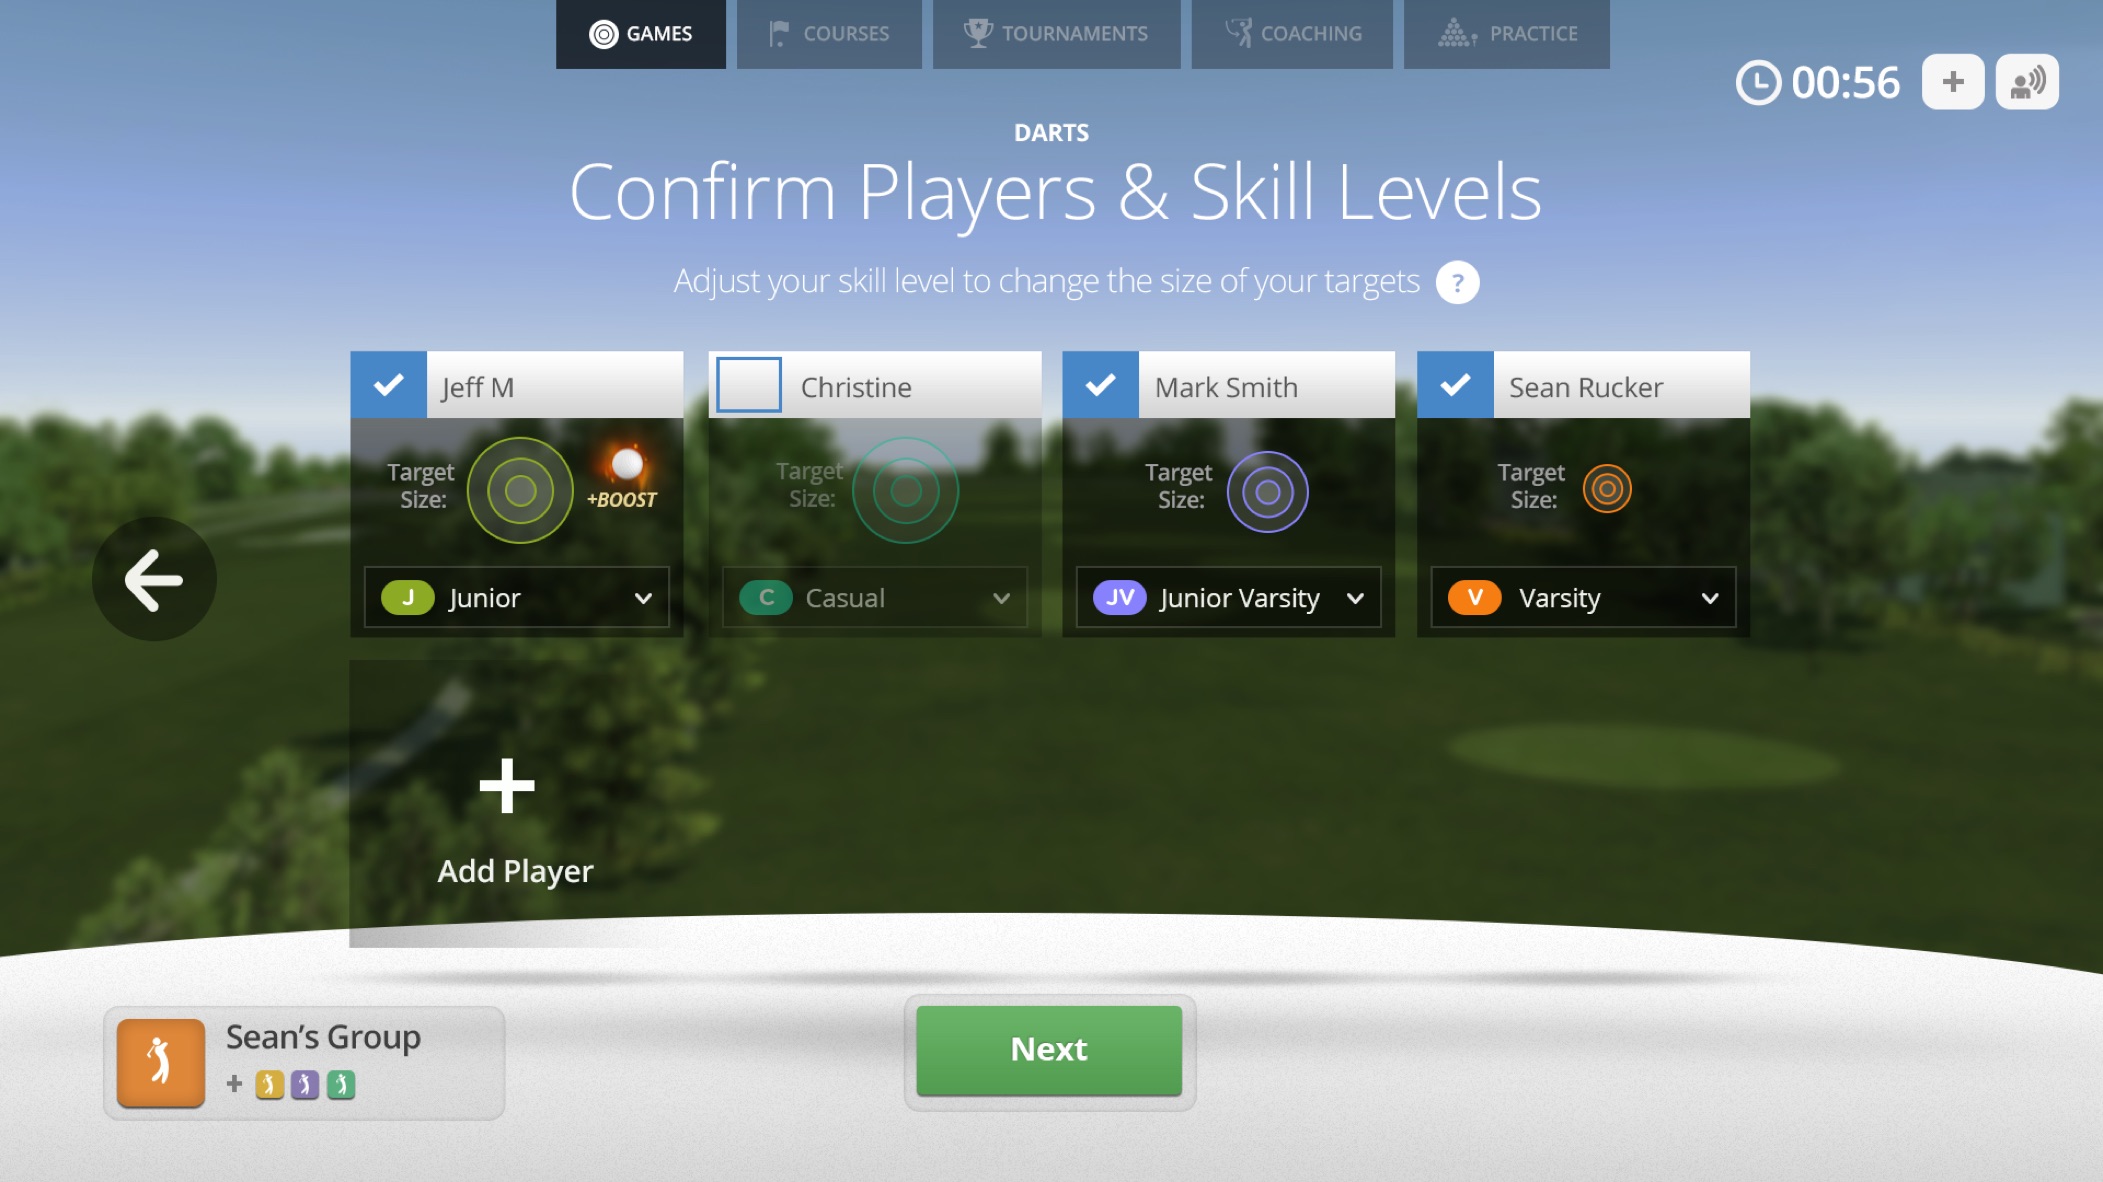 GAMES
COURSES
TOURNAMENTS
COACHING
PRACTICE
00:56
+
DARTS
Confirm Players & Skill Levels
Adjust your skill level to change the size of your targets ?
Jeff M
Target
Size:
+BOOST
J Junior
Christine
Target
Size:
C Casual
Mark Smith
Target
Size:
JV Junior Varsity
Sean Rucker
Target
Size:
V Varsity
+
Add Player
Sean's Group
+
Next